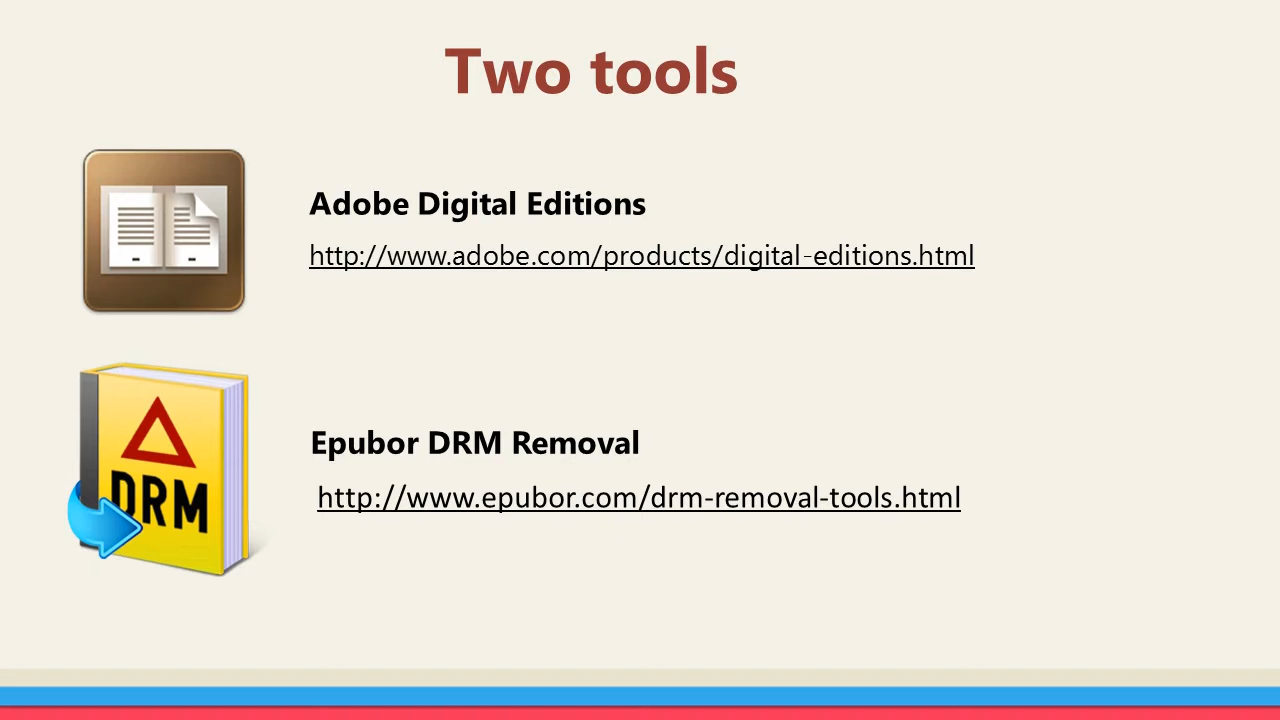 Two tools
Adobe Digital Editions
http://www.adobe.com/products/digital-editions.html
DRM
Epubor DRM Removal
http://www.epubor.com/drm-removal-tools.html